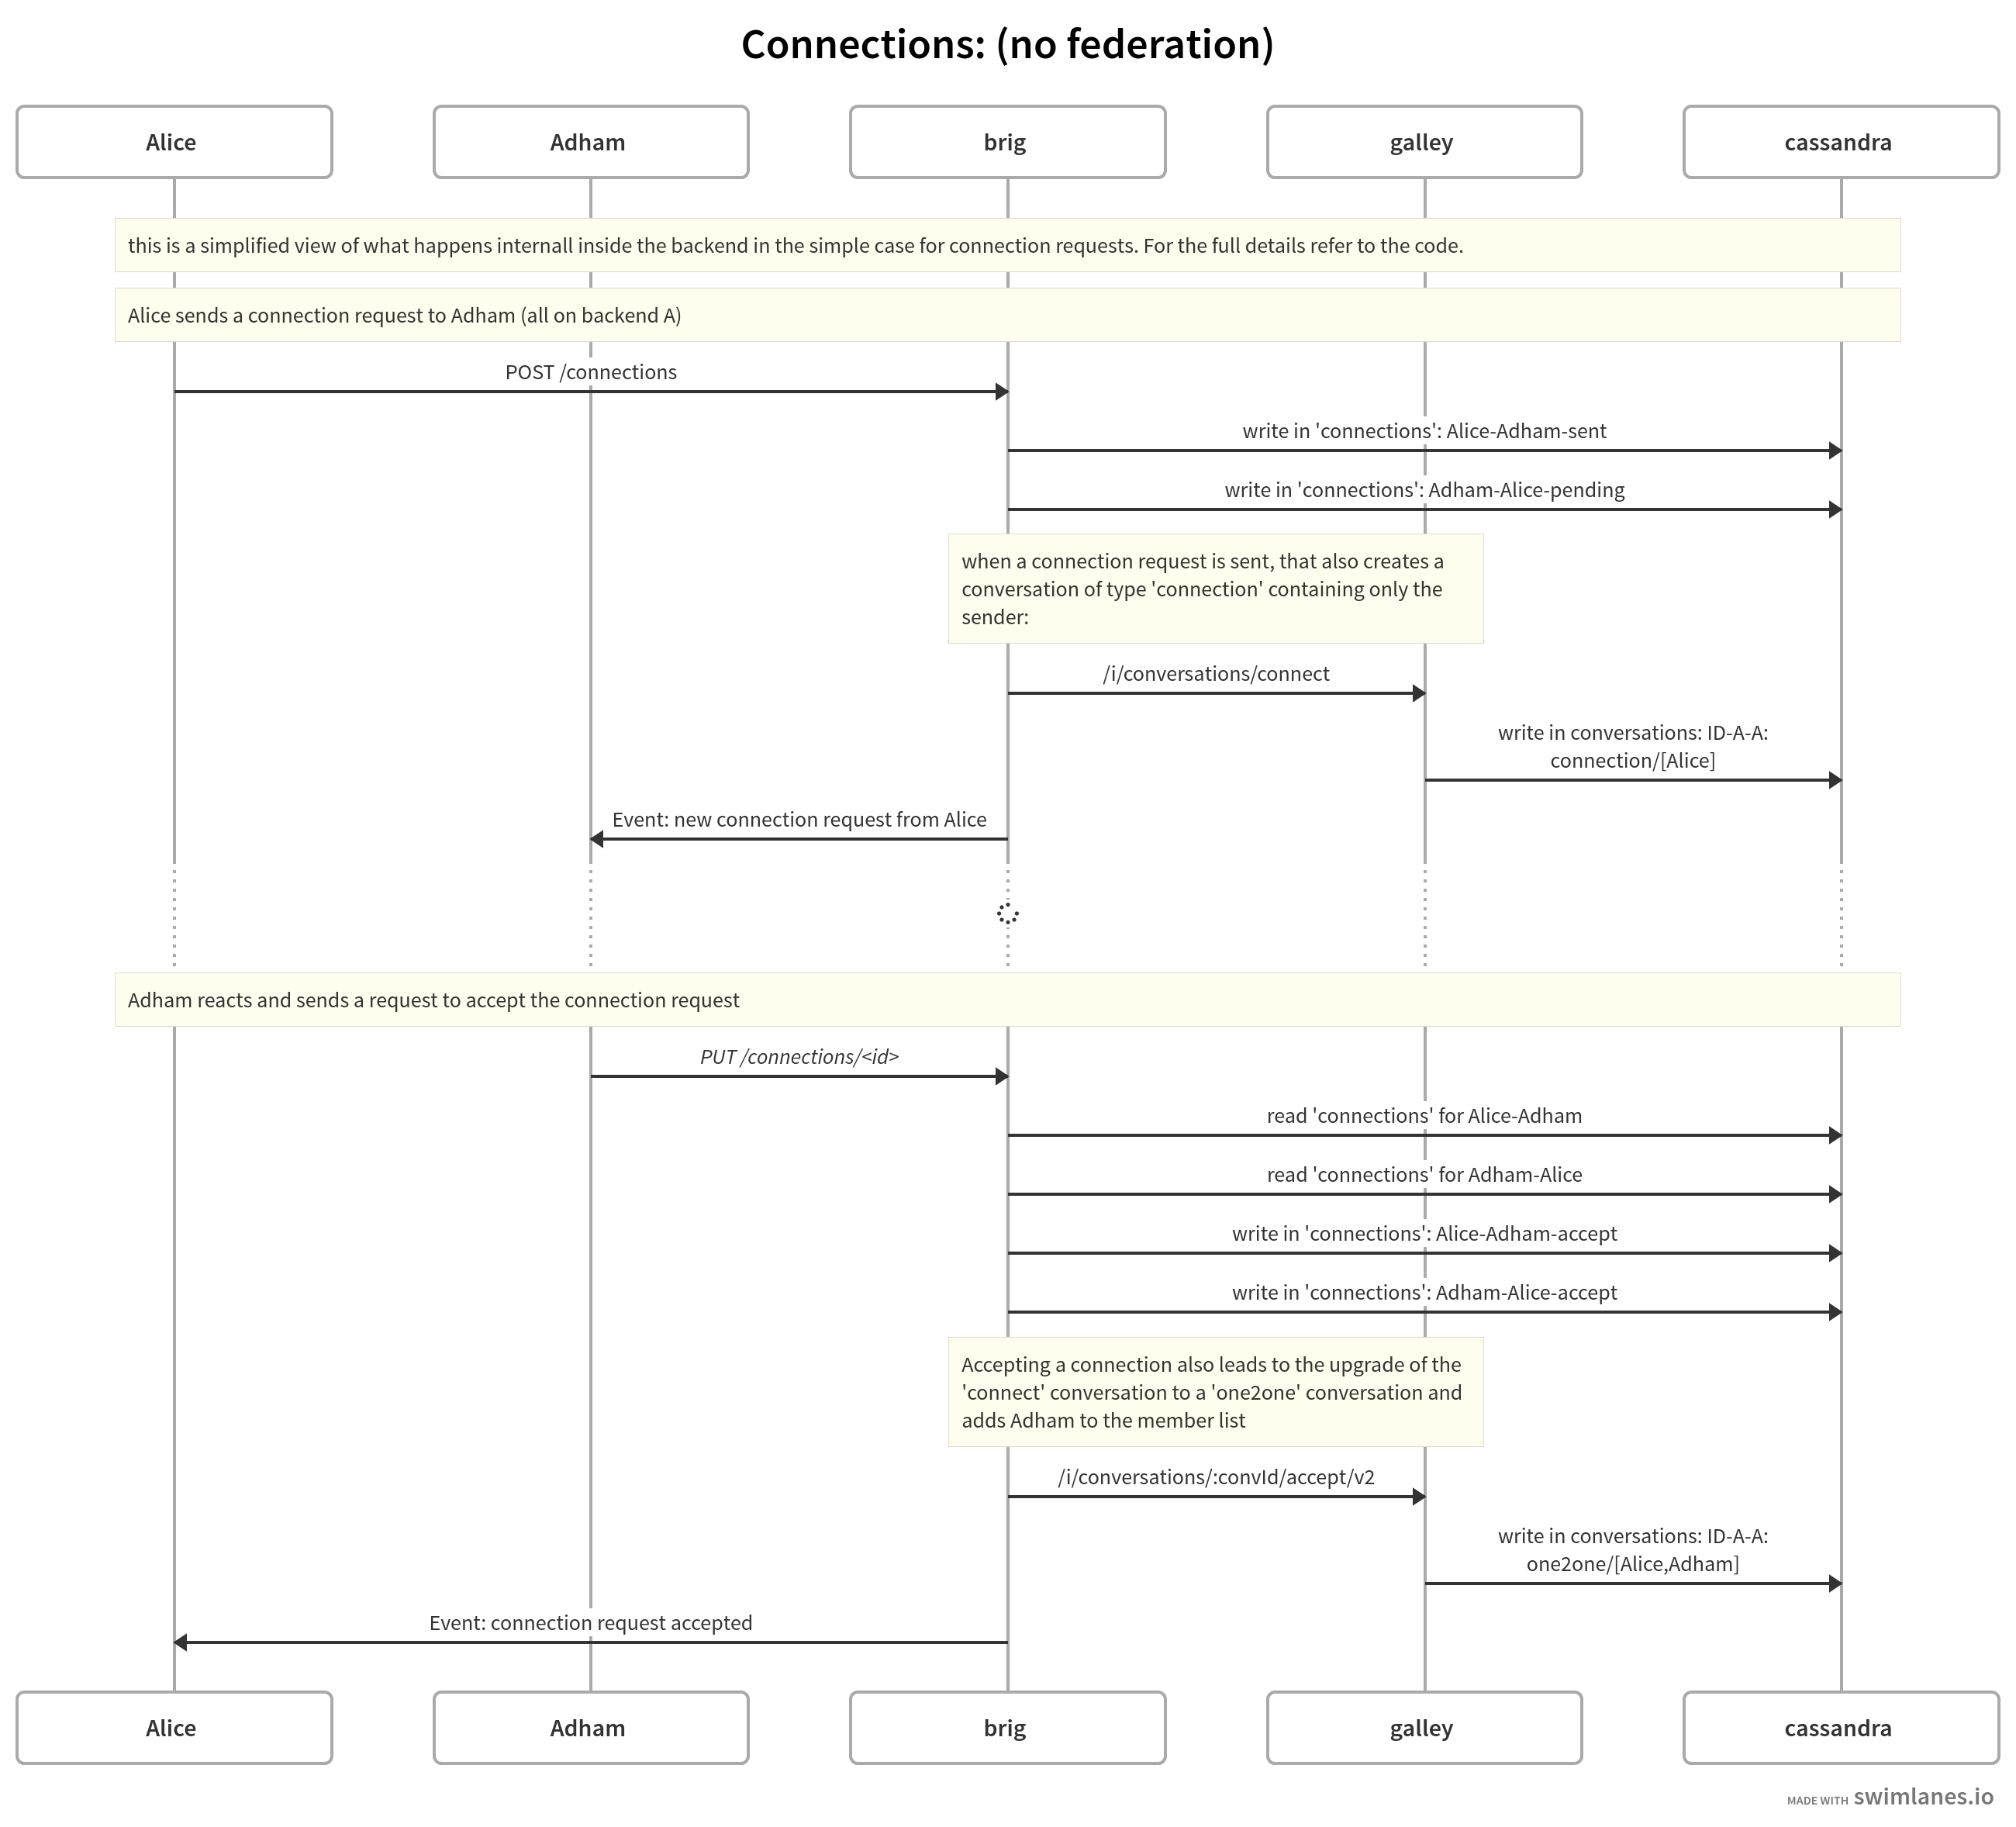 Connections: (no federation)
Alice
Adham
brig
galley
cassandra
this is a simplified view of what happens internall inside the backend in the simple case for connection requests. For the full details refer to the code.
Alice sends a connection request to Adham (all on backend A)
POST /connections
write in 'connections': Alice-Adham-sent
write in 'connections': Adham-Alice-pending
when a connection request is sent, that also creates a
conversation of type 'connection' containing only the
sender:
/i/conversations/connect
write in conversations: ID-A-A:
connection/[Alice]
Event: new connection request from Alice
Adham reacts and sends a request to accept the connection request
PUT /connections/<id>
read 'connections' for Alice-Adham
read 'connections' for Adham-Alice
write in 'connections': Alice-Adham-accept
write in 'connections': Adham-Alice-accept
Accepting a connection also leads to the upgrade of the
'connect' conversation to a 'one2one' conversation and
adds Adham to the member list
/i/conversations/:convId/accept/v2
write in conversations: ID-A-A:
one2one/[Alice,Adham]
Event: connection request accepted
Alice
Adham
brig
galley
cassandra
MADE WITH swimlanes.io